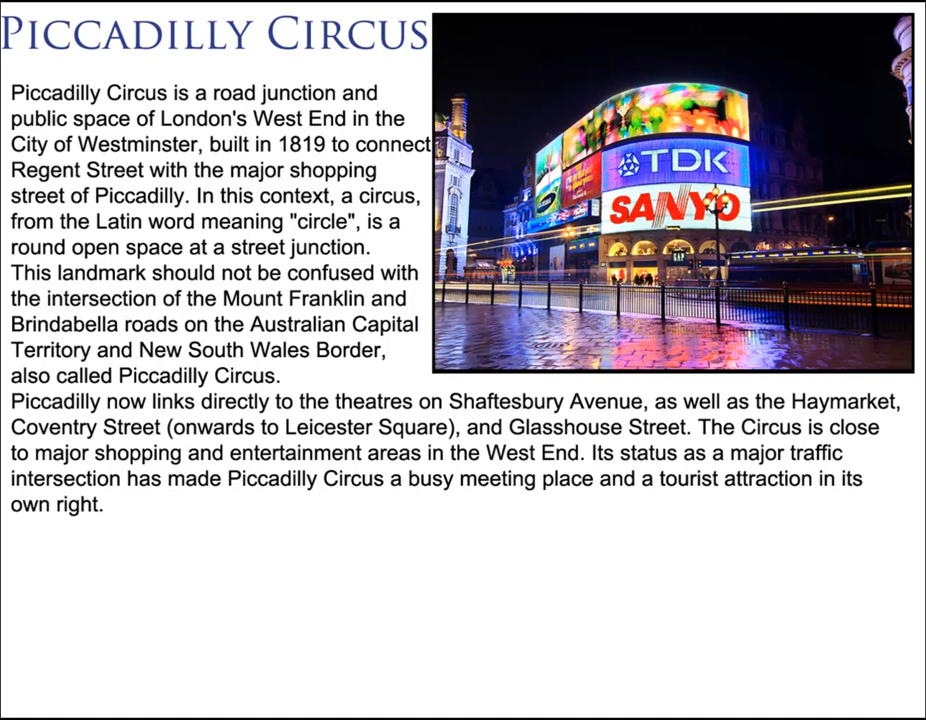 PICCADILLY CIRCUS
Piccadilly Circus is a road junction and
public space of London's West End in the
City of Westminster, built in 1819 to connect
Regent Street with the major shopping
street of Piccadilly. In this context, a circus,
from the Latin word meaning "circle", is a
round open space at a street junction.
This landmark should not be confused with
the intersection of the Mount Franklin and
Brindabella roads on the Australian Capital
Territory and New South Wales Border,
also called Piccadilly Circus.
Piccadilly now links directly to the theatres on Shaftesbury Avenue, as well as the Haymarket,
Coventry Street (onwards to Leicester Square), and Glasshouse Street. The Circus is close
to major shopping and entertainment areas in the West End. Its status as a major traffic
intersection has made Piccadilly Circus a busy meeting place and a tourist attraction in its
own right.
TDK
SANYO
GAP